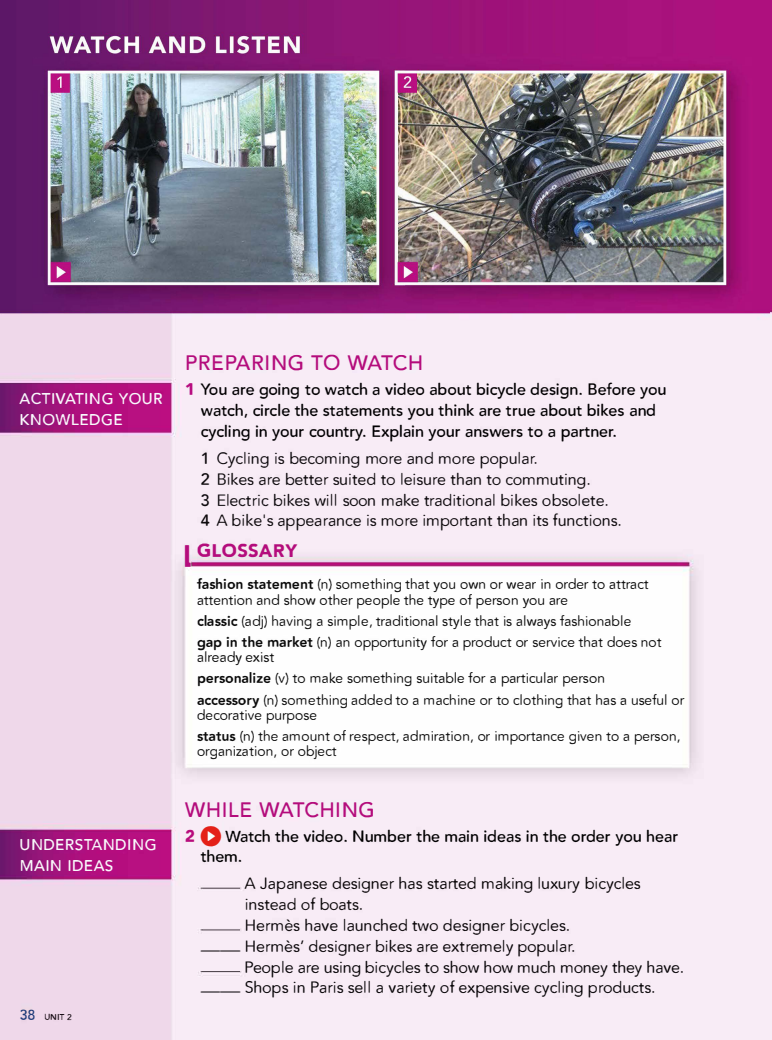 WATCH AND LISTEN
1
2
PREPARING TO WATCH
ACTIVATING YOUR
KNOWLEDGE
1 You are going to watch a video about bicycle design. Before you
watch, circle the statements you think are true about bikes and
cycling in your country. Explain your answers to a partner.
1 Cycling is becoming more and more popular.
2 Bikes are better suited to leisure than to commuting.
3 Electric bikes will soon make traditional bikes obsolete.
4 A bike's appearance is more important than its functions.
GLOSSARY
fashion statement (n) something that you own or wear in order to attract
attention and show other people the type of person you are
classic (adj) having a simple, traditional style that is always fashionable
gap in the market (n) an opportunity for a product or service that does not
already exist
personalize (v) to make something suitable for a particular person
accessory (n) something added to a machine or to clothing that has a useful or
decorative purpose
status (n) the amount of respect, admiration, or importance given to a person,
organization, or object
WHILE WATCHING
UNDERSTANDING
MAIN IDEAS
2 Watch the video. Number the main ideas in the order you hear
them.
_____ A Japanese designer has started making luxury bicycles
instead of boats.
_____ Hermès have launched two designer bicycles.
_____ Hermès’ designer bikes are extremely popular.
_____ People are using bicycles to show how much money they have.
_____ Shops in Paris sell a variety of expensive cycling products.
38 UNIT 2